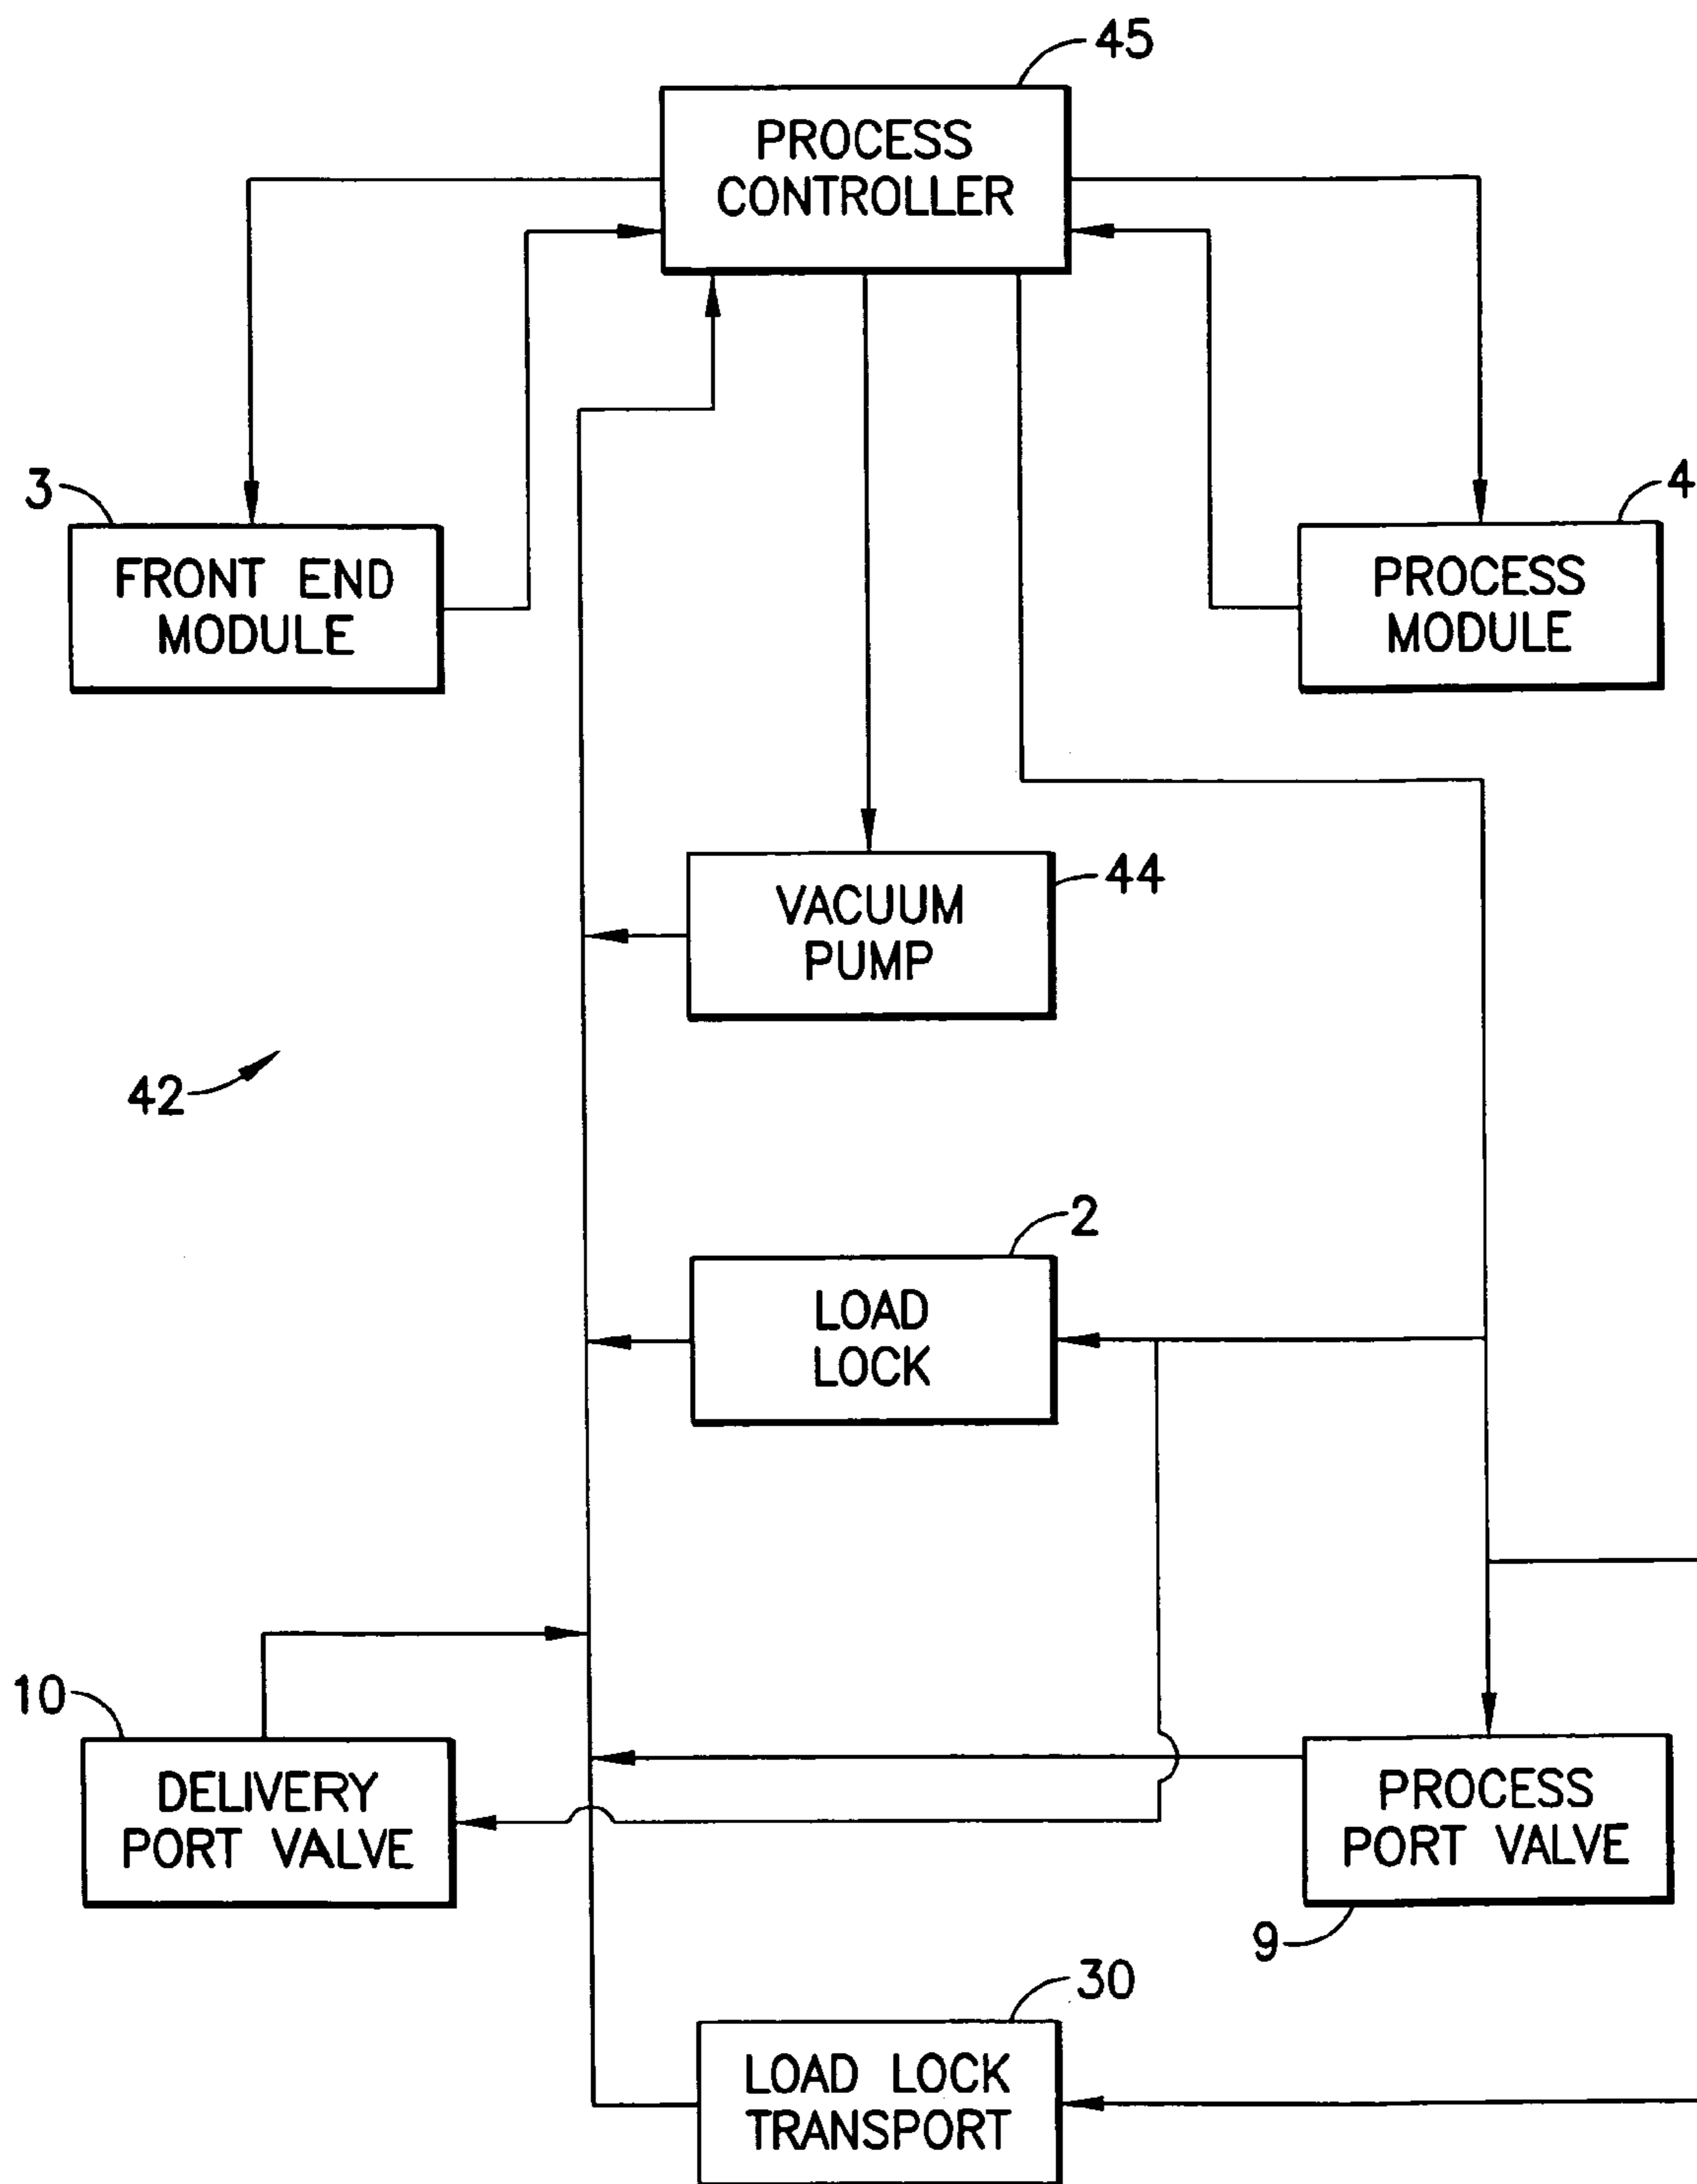 45
PROCESS
CONTROLLER
3
FRONT END
MODULE
4
PROCESS
MODULE
44
VACUUM
PUMP
42
2
LOAD
LOCK
10
DELIVERY
PORT VALVE
PROCESS
PORT VALVE
9
30
LOAD LOCK
TRANSPORT